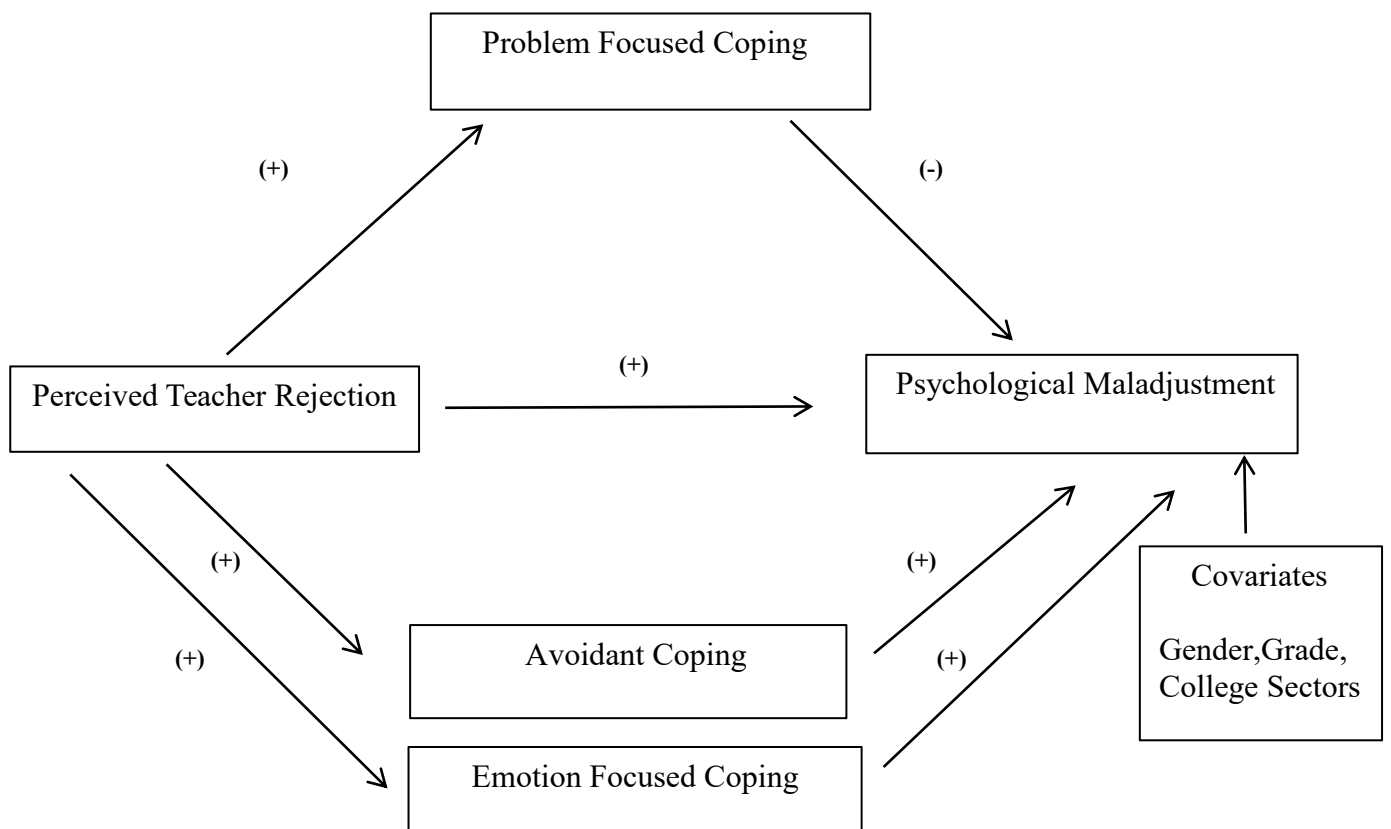 Problem Focused Coping
(+)
(-)
(+)
Perceived Teacher Rejection
Psychological Maladjustment
(+)
(+)
(+)
(+)
Avoidant Coping
Emotion Focused Coping
Covariates
Gender,Grade,
College Sectors